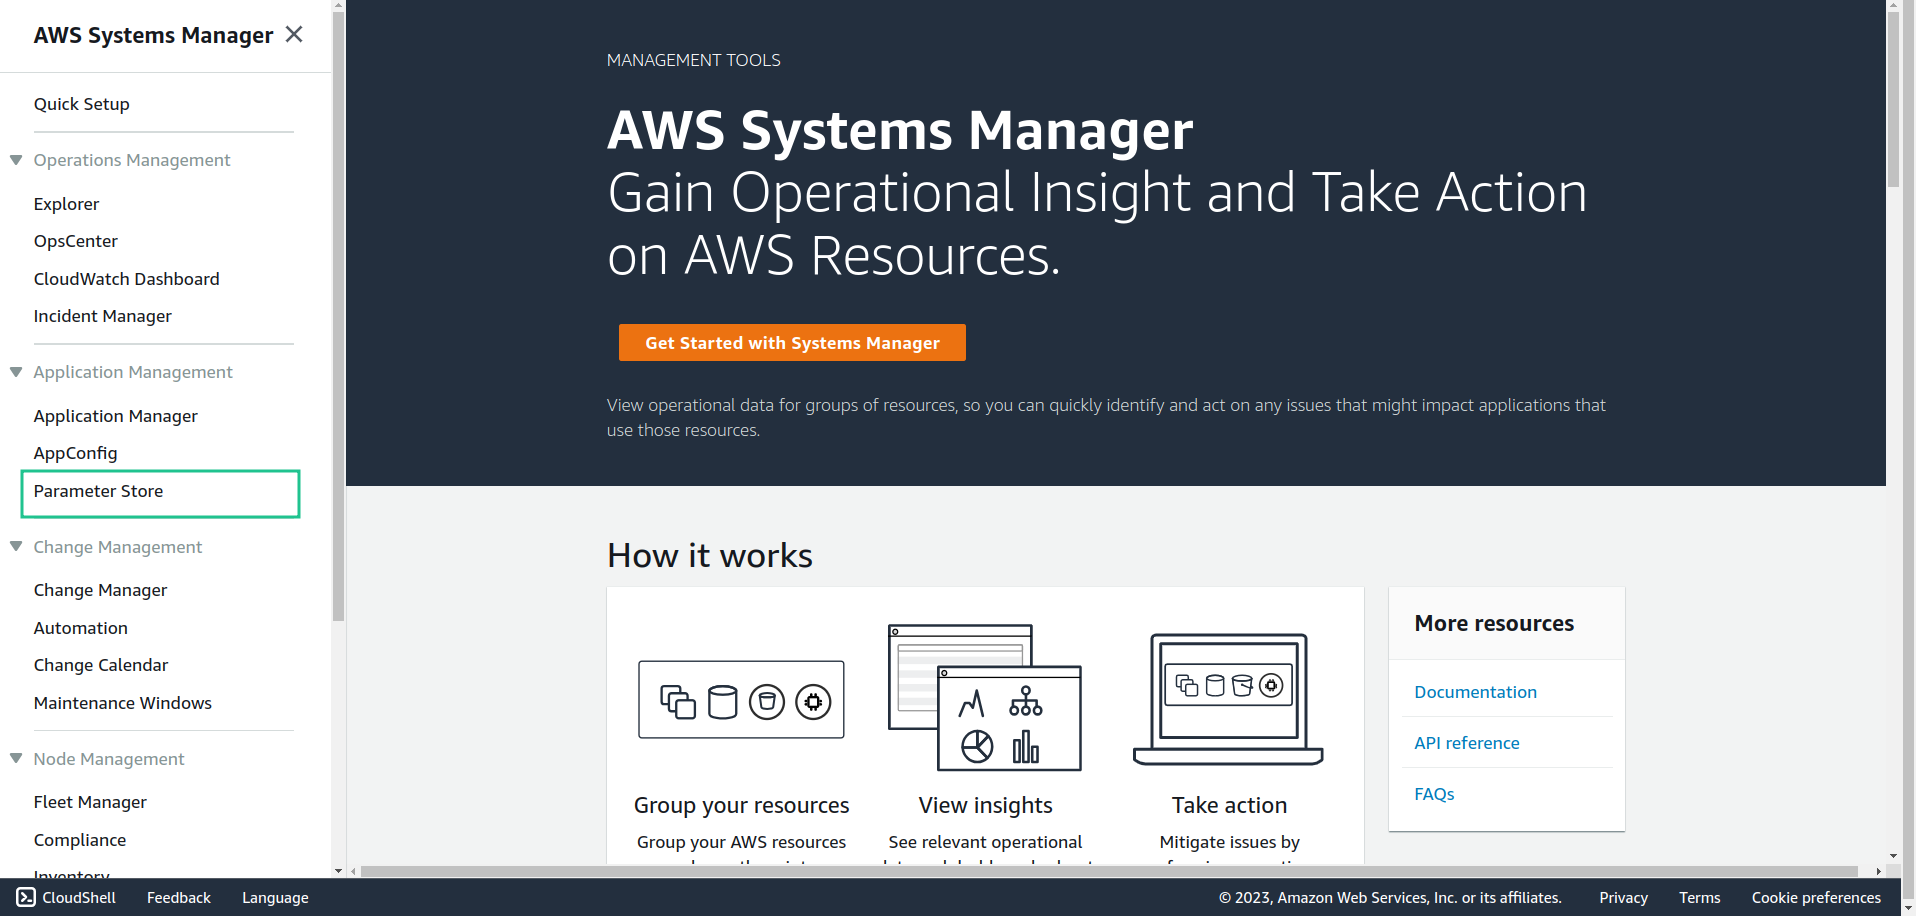 AWS Systems Manager
Quick Setup
Operations Management
Explorer
OpsCenter
CloudWatch Dashboard
Incident Manager
Application Management
Application Manager
AppConfig
Parameter Store
Change Management
Change Manager
Automation
Change Calendar
Maintenance Windows
Node Management
Fleet Manager
Compliance
Inventory
MANAGEMENT TOOLS
AWS Systems Manager
Gain Operational Insight and Take Action
on AWS Resources.
Get Started with Systems Manager
View operational data for groups of resources, so you can quickly identify and act on any issues that might impact applications that
use those resources.
How it works
Group your resources
Group your AWS resources
View insights
See relevant operational
Take action
Mitigate issues by
More resources
Documentation
API reference
FAQs
CloudShell
Feedback
Language
© 2023, Amazon Web Services, Inc. or its affiliates.
Privacy
Terms
Cookie preferences